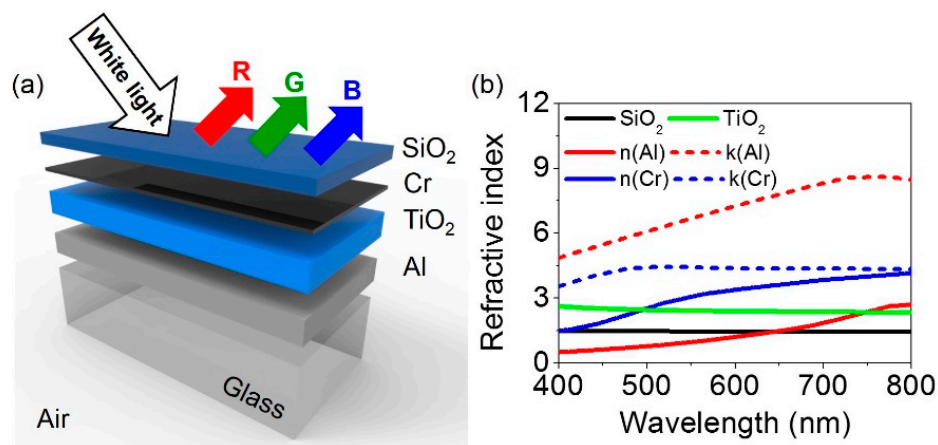 (a)
White light
R
G
B
SiO₂
Cr
TiO₂
Al
Glass
Air
(b)
12
9
6
3
0
Refractive index
SiO₂ TiO₂
n(Al) k(Al)
n(Cr) k(Cr)
400 500 600 700 800
Wavelength (nm)